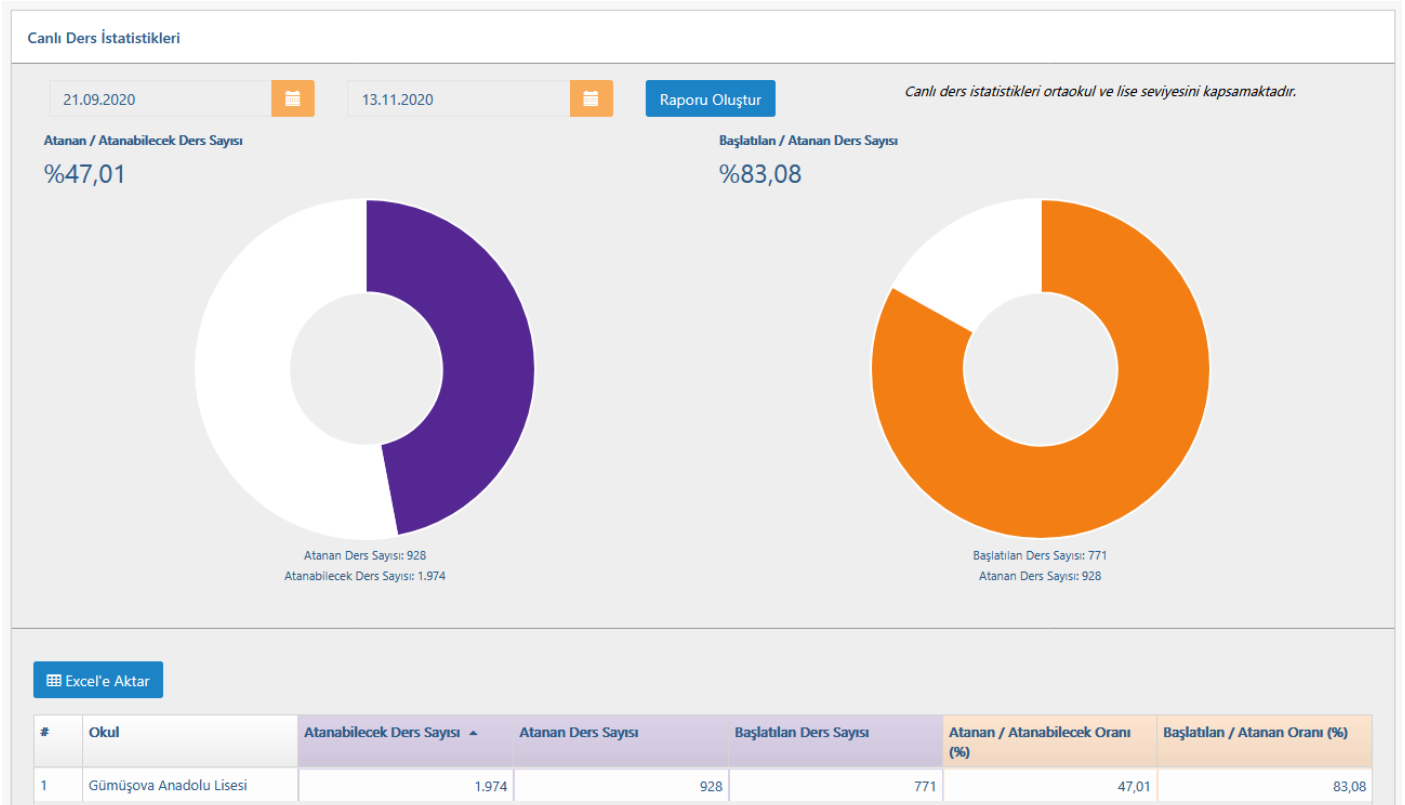 Canlı Ders İstatistikleri
21.09.2020
13.11.2020
Raporu Oluştur
Canlı ders istatistikleri ortaokul ve lise seviyesini kapsamaktadır.
Atanan / Atanabilecek Ders Sayısı
%47,01
Başlatılan / Atanan Ders Sayısı
%83,08
Atanan Ders Sayısı: 928
Atanabilecek Ders Sayısı: 1.974
Başlatılan Ders Sayısı: 771
Atanan Ders Sayısı: 928
Excel'e Aktar
# Okul Atanabilecek Ders Sayısı Atanan Ders Sayısı Başlatılan Ders Sayısı Atanan / Atanabilecek Oranı Başlatılan / Atanan Oranı (%)
(%)
1 Gümüşova Anadolu Lisesi 1.974 928 771 47,01 83,08